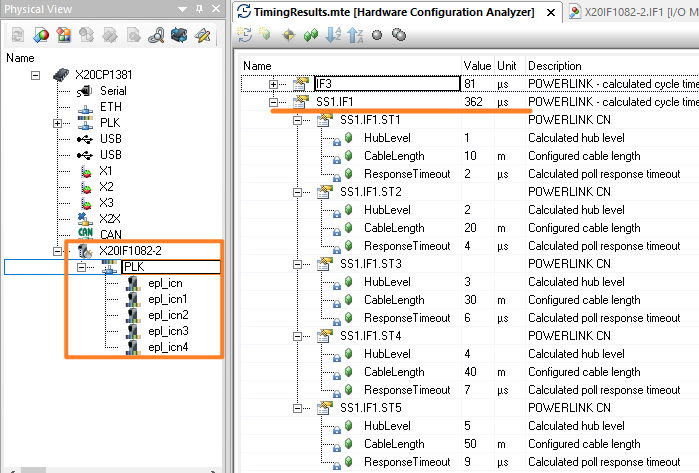 Physical View
Name
X20CP1381
Serial
ETH
PLK
USB
USB
X1
X2
X3
X2X
CAN
X20IF1082-2
PLK
epl_icn
epl_icn1
epl_icn2
epl_icn3
epl_icn4
TimingResults.mte [Hardware Configuration Analyzer]
X20IF1082-2.IF1 [I/O M
Name Value Unit Description
IF3 81 µs POWERLINK - calculated cycle time
SS1.IF1 362 µs POWERLINK - calculated cycle time
SS1.IF1.ST1 POWERLINK CN
HubLevel 1 Calculated hub level
CableLength 10 m Configured cable length
ResponseTimeout 2 µs Calculated poll response timeout
SS1.IF1.ST2 POWERLINK CN
HubLevel 2 Calculated hub level
CableLength 20 m Configured cable length
ResponseTimeout 4 µs Calculated poll response timeout
SS1.IF1.ST3 POWERLINK CN
HubLevel 3 Calculated hub level
CableLength 30 m Configured cable length
ResponseTimeout 6 µs Calculated poll response timeout
SS1.IF1.ST4 POWERLINK CN
HubLevel 4 Calculated hub level
CableLength 40 m Configured cable length
ResponseTimeout 7 µs Calculated poll response timeout
SS1.IF1.ST5 POWERLINK CN
HubLevel 5 Calculated hub level
CableLength 50 m Configured cable length
ResponseTimeout 9 µs Calculated poll response timeout